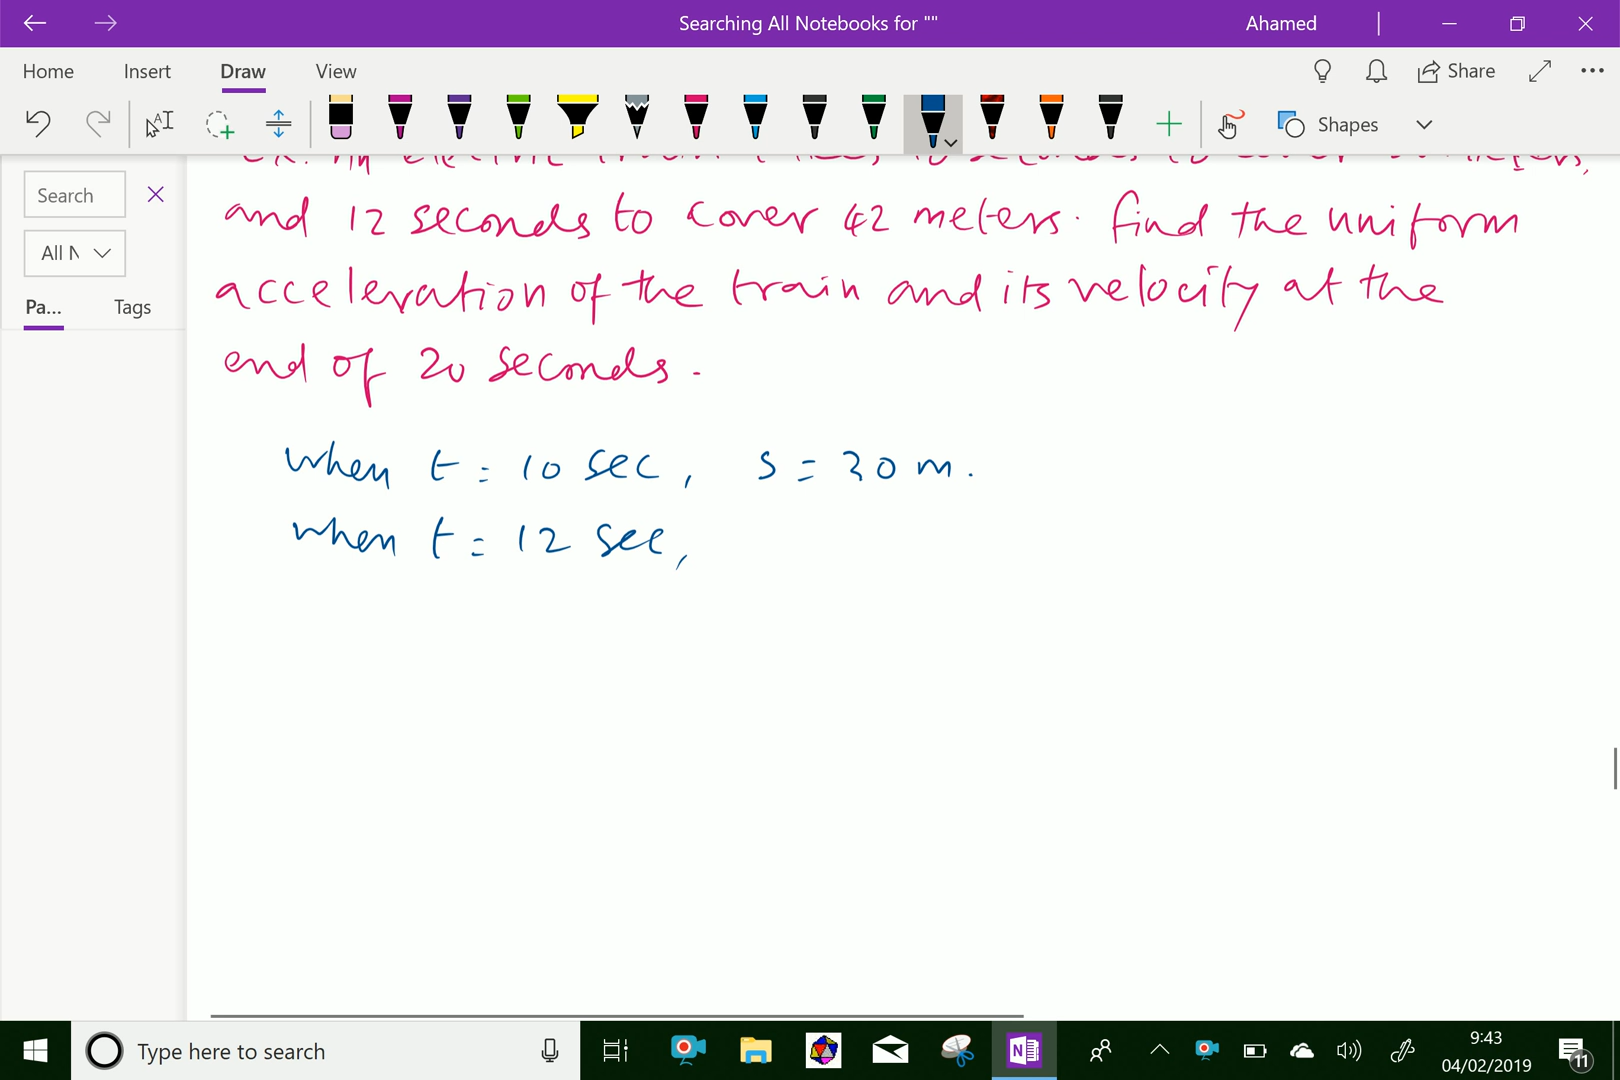 Searching All Notebooks for ""
Ahamed
Home Insert Draw View
Share
Shapes
Search
All N
Pa... Tags
and 12 seconds to cover 42 meters. find the uniform
acceleration of the train and its velocity at the
end of 20 seconds.
when t = 10 sec, s = 30 m.
when t = 12 sec,
Type here to search
9:43
04/02/2019
11